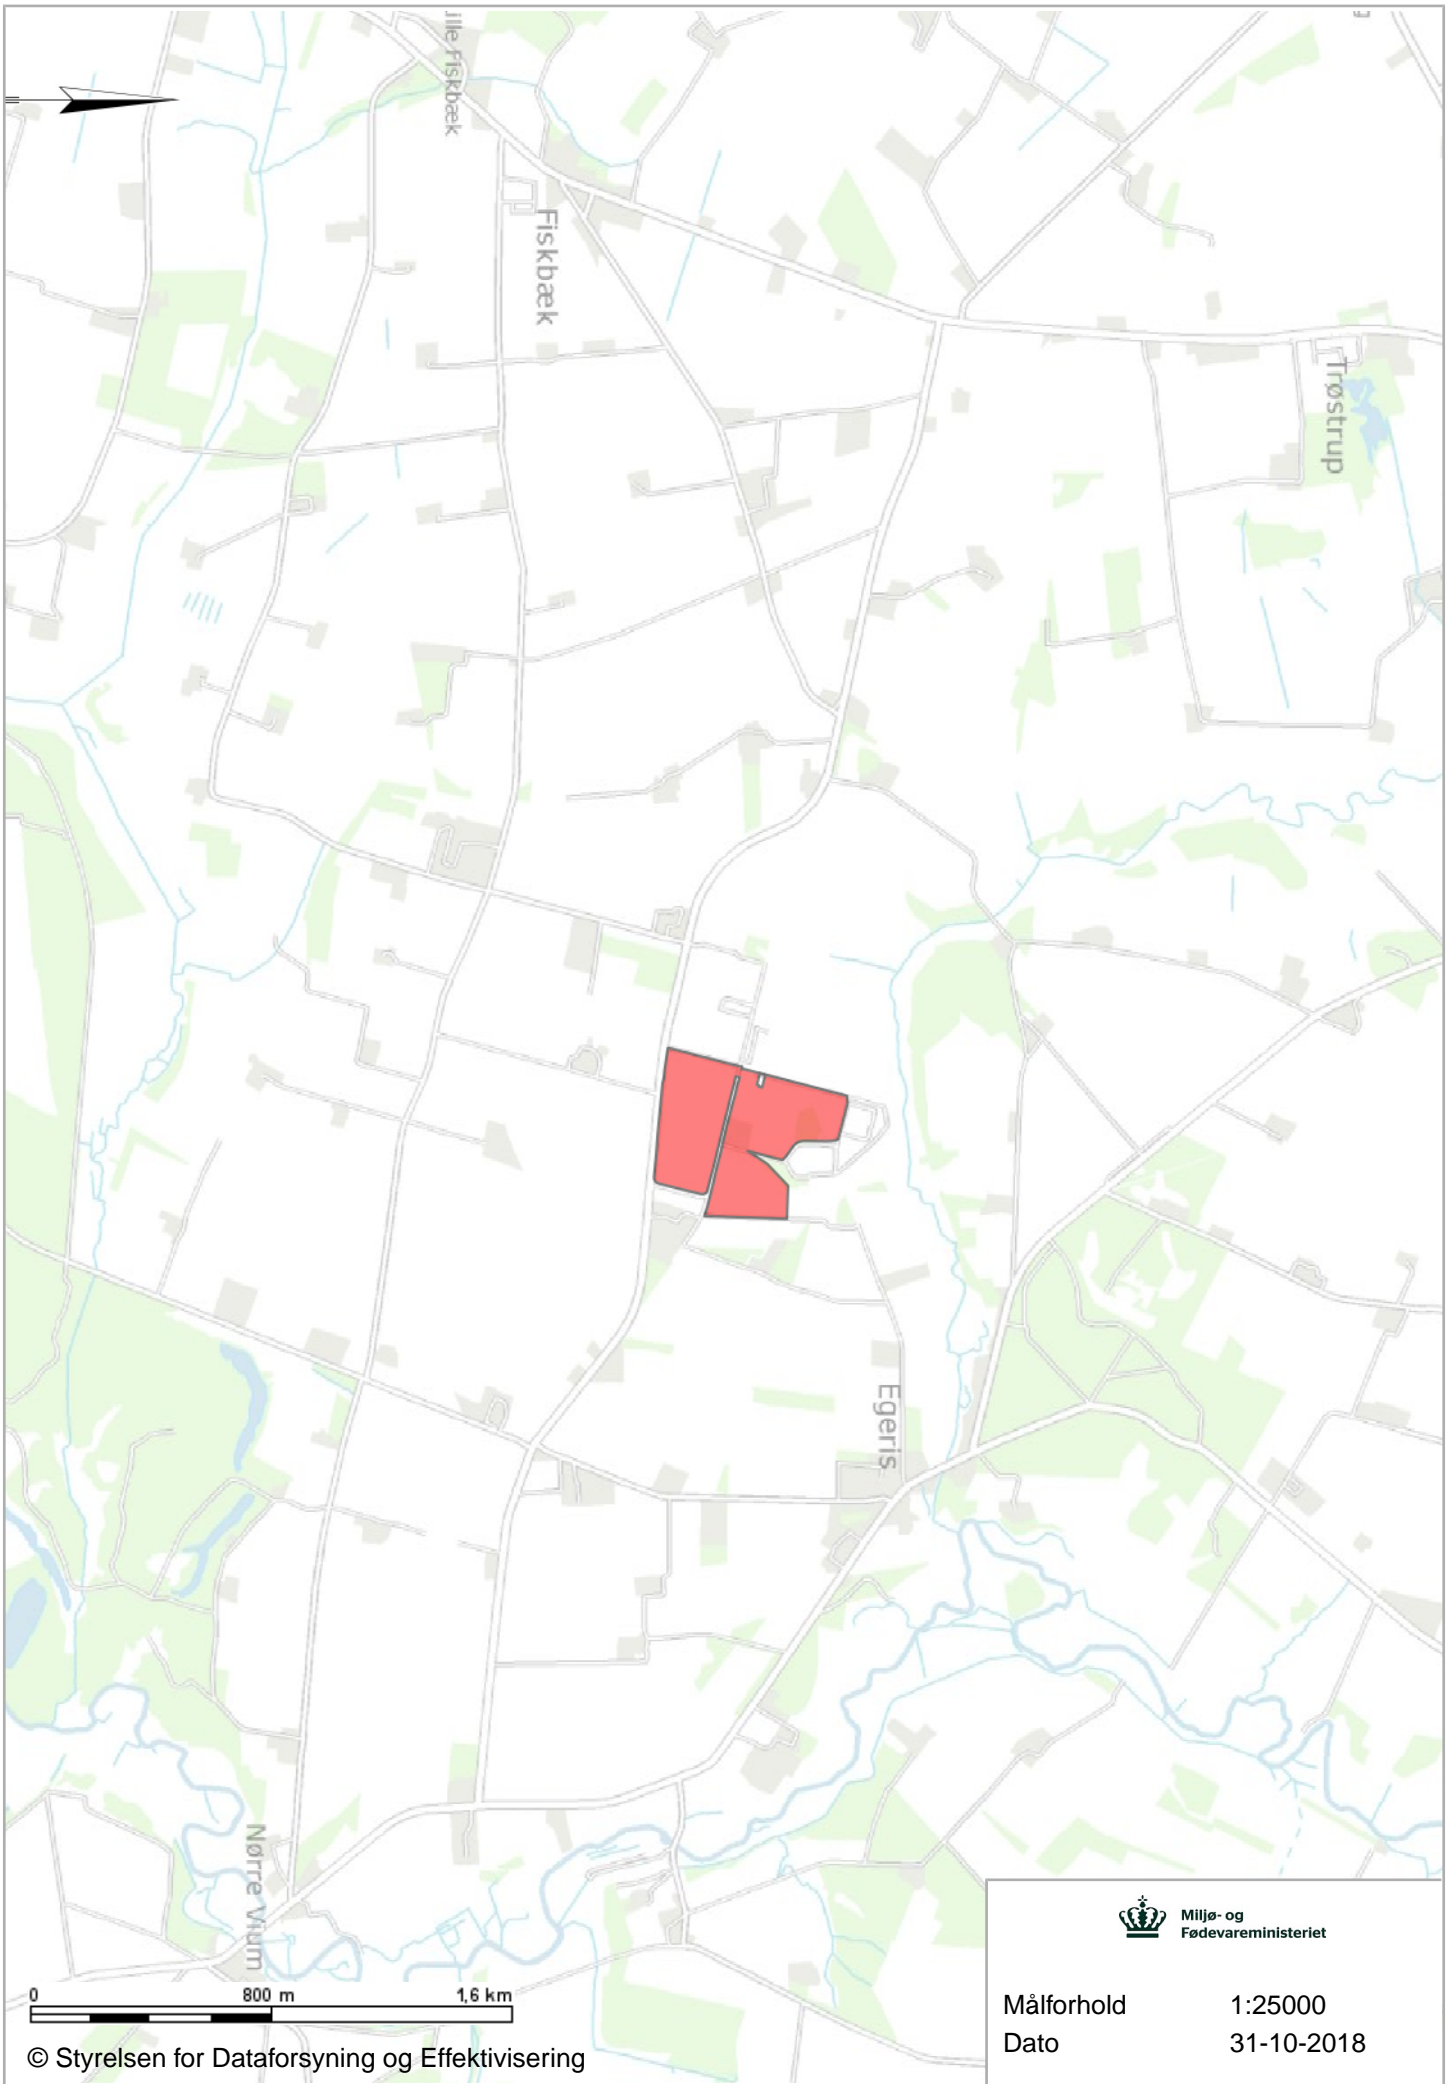 Lille Fiskbæk
Fiskbæk
Trøstrup
Egeris
Nørre Vium
0 800 m 1,6 km
© Styrelsen for Dataforsyning og Effektivisering
Miljø- og
Fødevareministeriet
Målforhold 1:25000
Dato 31-10-2018